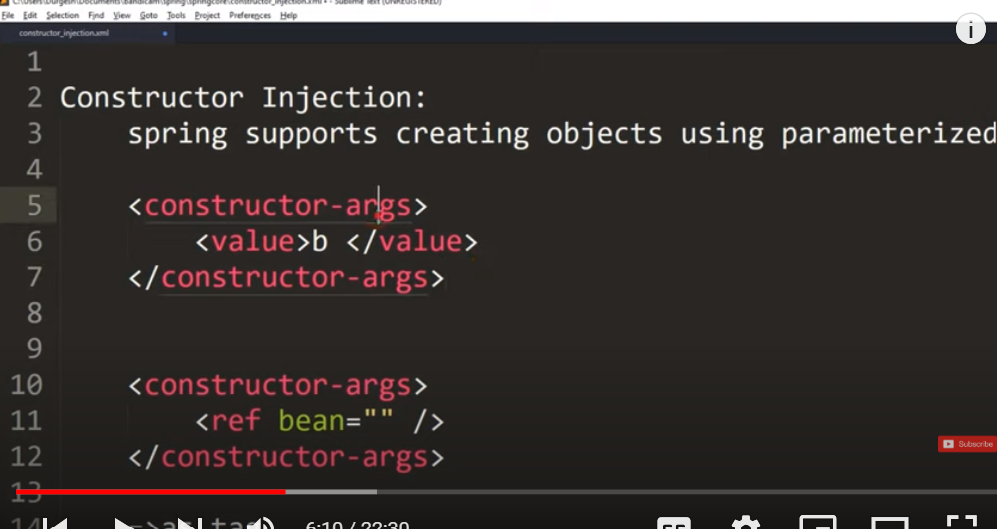 C:\Users\Durgesh\Documents\Bandicam\spring\springcore\constructor_injection.xml • - Sublime Text (UNREGISTERED)
File Edit Selection Find View Goto Tools Project Preferences Help
constructor_injection.xml
i
1
2 Constructor Injection:
3 spring supports creating objects using parameterized
4
5 <constructor-args>
6 <value>b </value>
7 </constructor-args>
8
9
10 <constructor-args>
11 <ref bean="" />
12 </constructor-args>
Subscribe
13
14
6:10 / 22:30